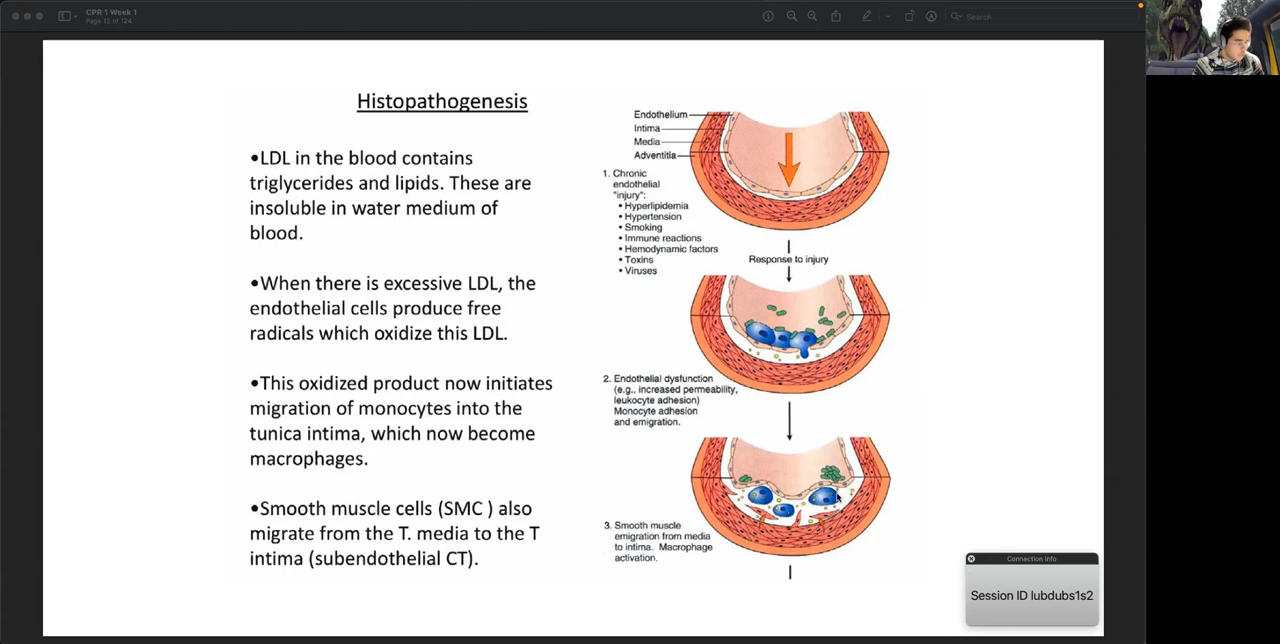 CPR 1 Week 1
Page 13 of 124
Search
Histopathogenesis
•LDL in the blood contains
triglycerides and lipids. These are
insoluble in water medium of
blood.
•When there is excessive LDL, the
endothelial cells produce free
radicals which oxidize this LDL.
•This oxidized product now initiates
migration of monocytes into the
tunica intima, which now become
macrophages.
•Smooth muscle cells (SMC ) also
migrate from the T. media to the T
intima (subendothelial CT).
Endothelium
Intima
Media
Adventitia
1. Chronic
endothelial
"injury":
• Hyperlipidemia
• Hypertension
• Smoking
• Immune reactions
• Hemodynamic factors
• Toxins
• Viruses
Response to injury
2. Endothelial dysfunction
(e.g., increased permeability,
leukocyte adhesion)
Monocyte adhesion
and emigration.
3. Smooth muscle
emigration from media
to intima. Macrophage
activation.
Connection Info
Session ID lubdubs1s2